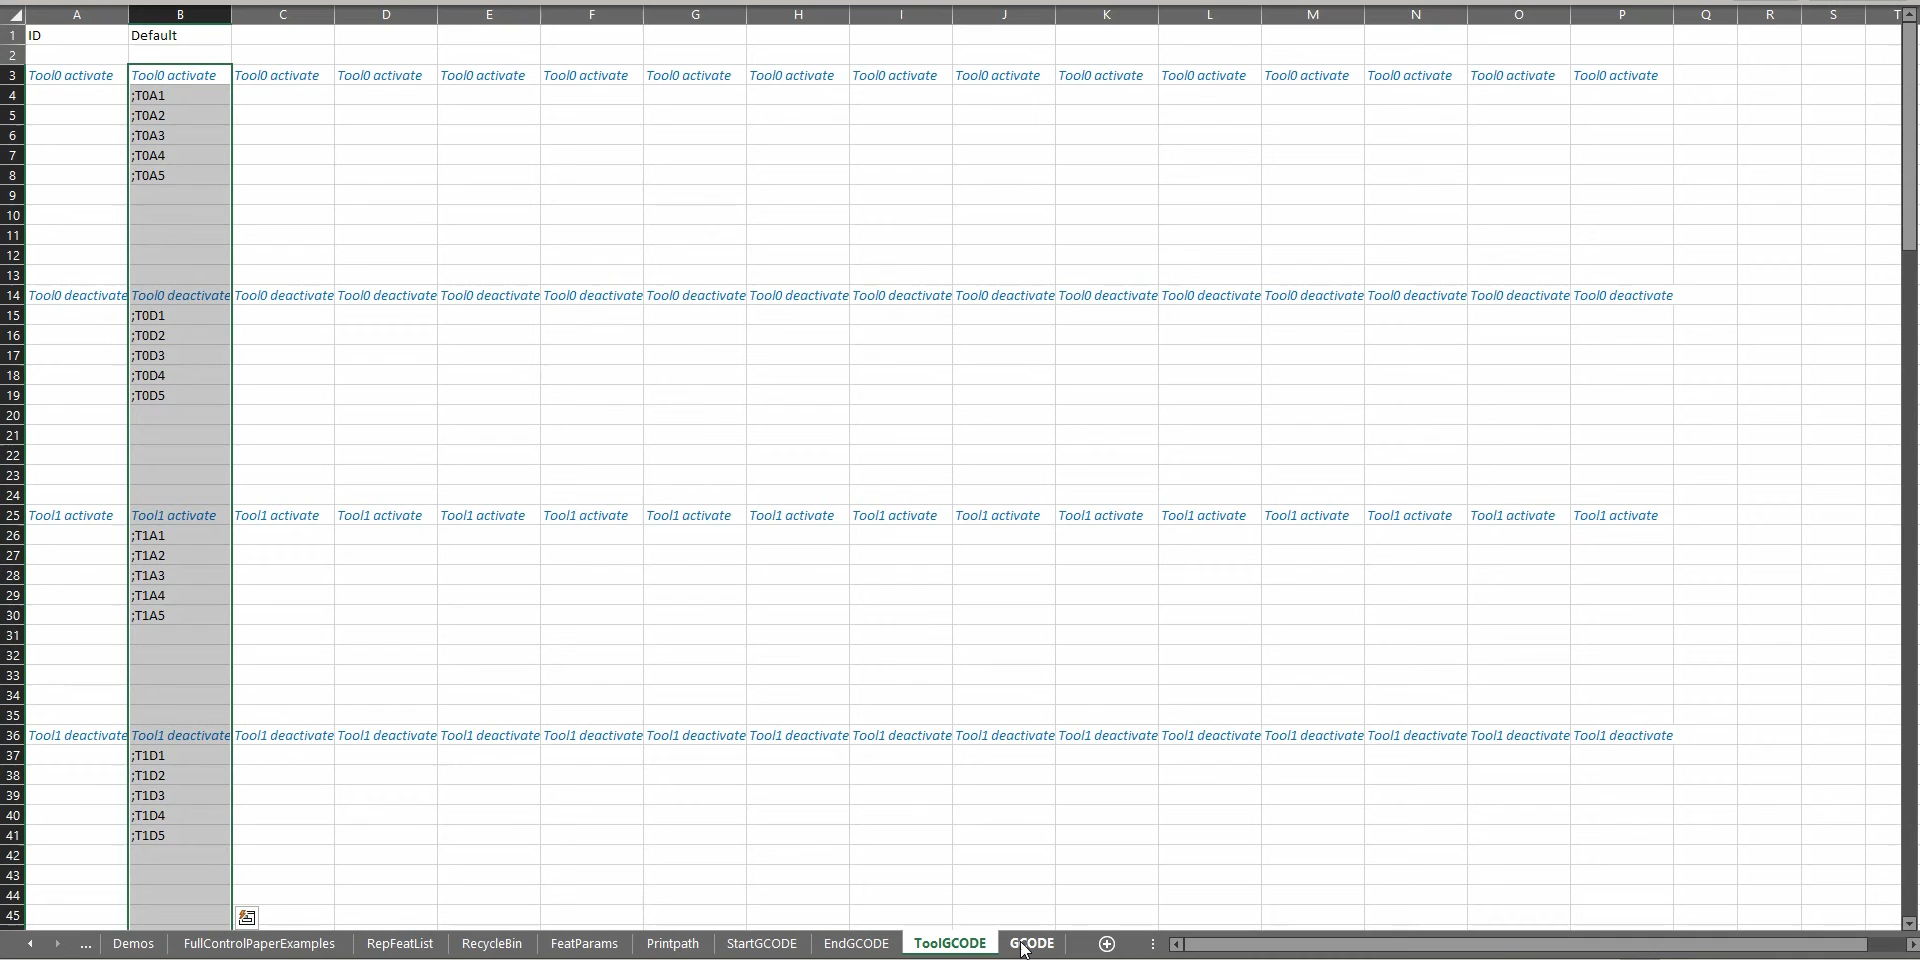 A B C D E F G H I J K L M N O P Q R S T
1 ID Default
2
3 Tool0 activate Tool0 activate Tool0 activate Tool0 activate Tool0 activate Tool0 activate Tool0 activate Tool0 activate Tool0 activate Tool0 activate Tool0 activate Tool0 activate Tool0 activate Tool0 activate Tool0 activate Tool0 activate
4 ;T0A1
5 ;T0A2
6 ;T0A3
7 ;T0A4
8 ;T0A5
9
10
11
12
13
14 Tool0 deactivate Tool0 deactivate Tool0 deactivate Tool0 deactivate Tool0 deactivate Tool0 deactivate Tool0 deactivate Tool0 deactivate Tool0 deactivate Tool0 deactivate Tool0 deactivate Tool0 deactivate Tool0 deactivate Tool0 deactivate Tool0 deactivate Tool0 deactivate
15 ;T0D1
16 ;T0D2
17 ;T0D3
18 ;T0D4
19 ;T0D5
20
21
22
23
24
25 Tool1 activate Tool1 activate Tool1 activate Tool1 activate Tool1 activate Tool1 activate Tool1 activate Tool1 activate Tool1 activate Tool1 activate Tool1 activate Tool1 activate Tool1 activate Tool1 activate Tool1 activate Tool1 activate
26 ;T1A1
27 ;T1A2
28 ;T1A3
29 ;T1A4
30 ;T1A5
31
32
33
34
35
36 Tool1 deactivate Tool1 deactivate Tool1 deactivate Tool1 deactivate Tool1 deactivate Tool1 deactivate Tool1 deactivate Tool1 deactivate Tool1 deactivate Tool1 deactivate Tool1 deactivate Tool1 deactivate Tool1 deactivate Tool1 deactivate Tool1 deactivate Tool1 deactivate
37 ;T1D1
38 ;T1D2
39 ;T1D3
40 ;T1D4
41 ;T1D5
42
43
44
45
... Demos FullControlPaperExamples RepFeatList RecycleBin FeatParams Printpath StartGCODE EndGCODE ToolGCODE GCODE